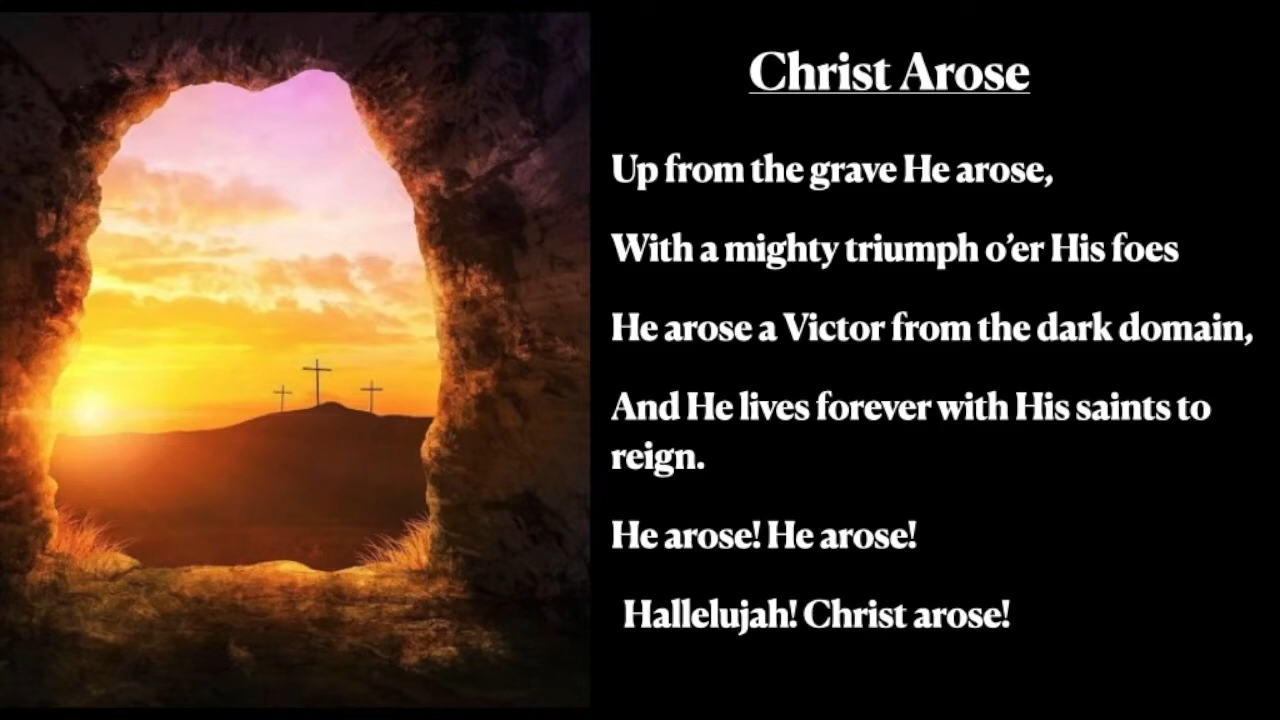 Christ Arose
Up from the grave He arose,
With a mighty triumph o’er His foes
He arose a Victor from the dark domain,
And He lives forever with His saints to
reign.
He arose! He arose!
Hallelujah! Christ arose!